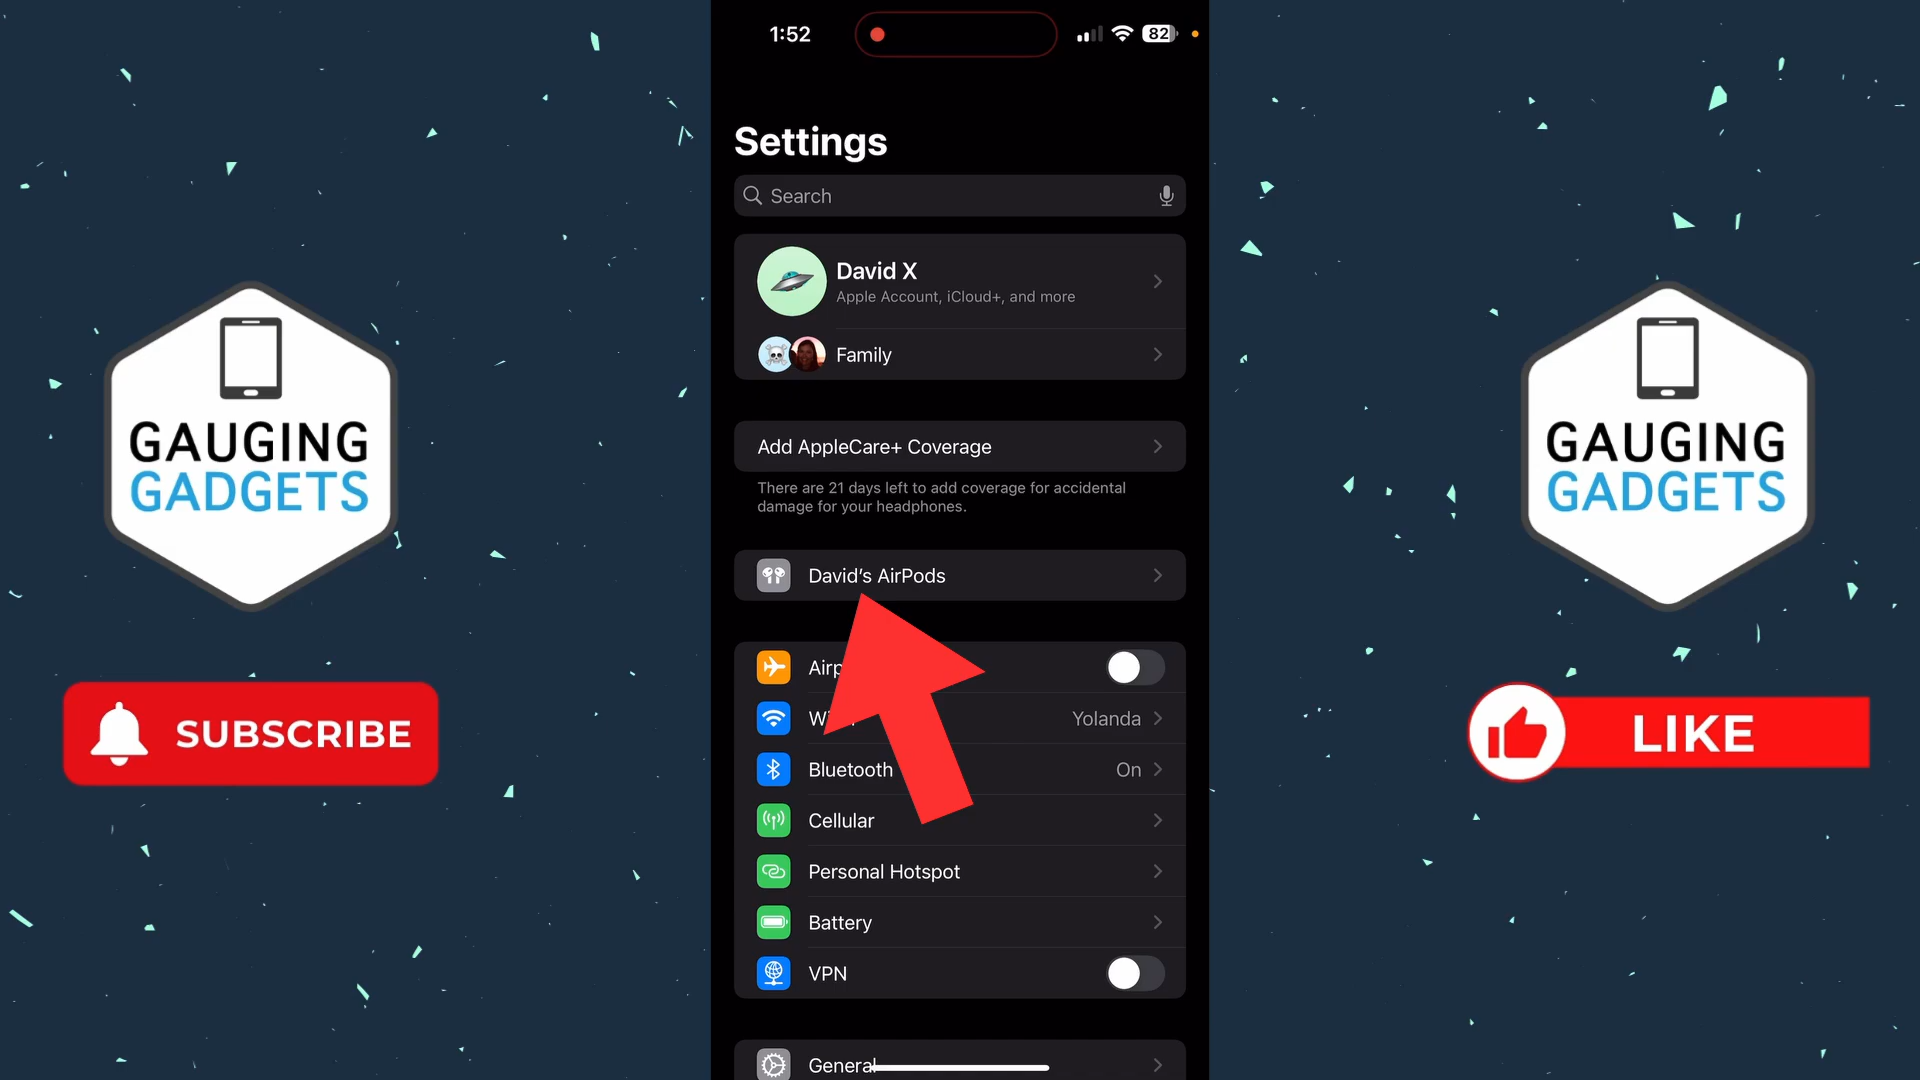 1:52
82
Settings
Search
David X
Apple Account, iCloud+, and more
Family
Add AppleCare+ Coverage
There are 21 days left to add coverage for accidental
damage for your headphones.
David's AirPods
Bluetooth
On
Yolanda
Cellular
Personal Hotspot
Battery
VPN
General
GAUGING
GADGETS
SUBSCRIBE
GAUGING
GADGETS
LIKE